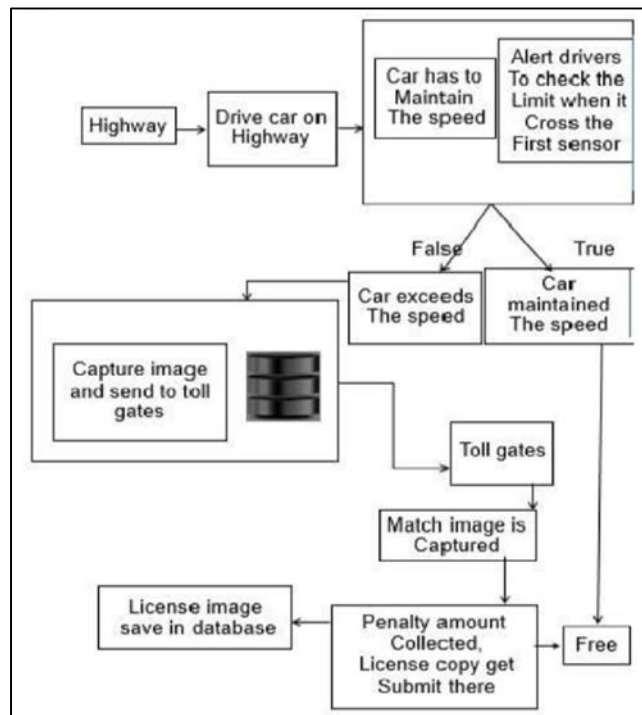 Highway
Drive car on
Highway
Car has to
Maintain
The speed
Alert drivers
To check the
Limit when it
Cross the
First sensor
False
True
Car exceeds
The speed
Car
maintained
The speed
Capture image
and send to toll
gates
Toll gates
Match image is
Captured
License image
save in database
Penalty amount
Collected,
License copy get
Submit there
Free